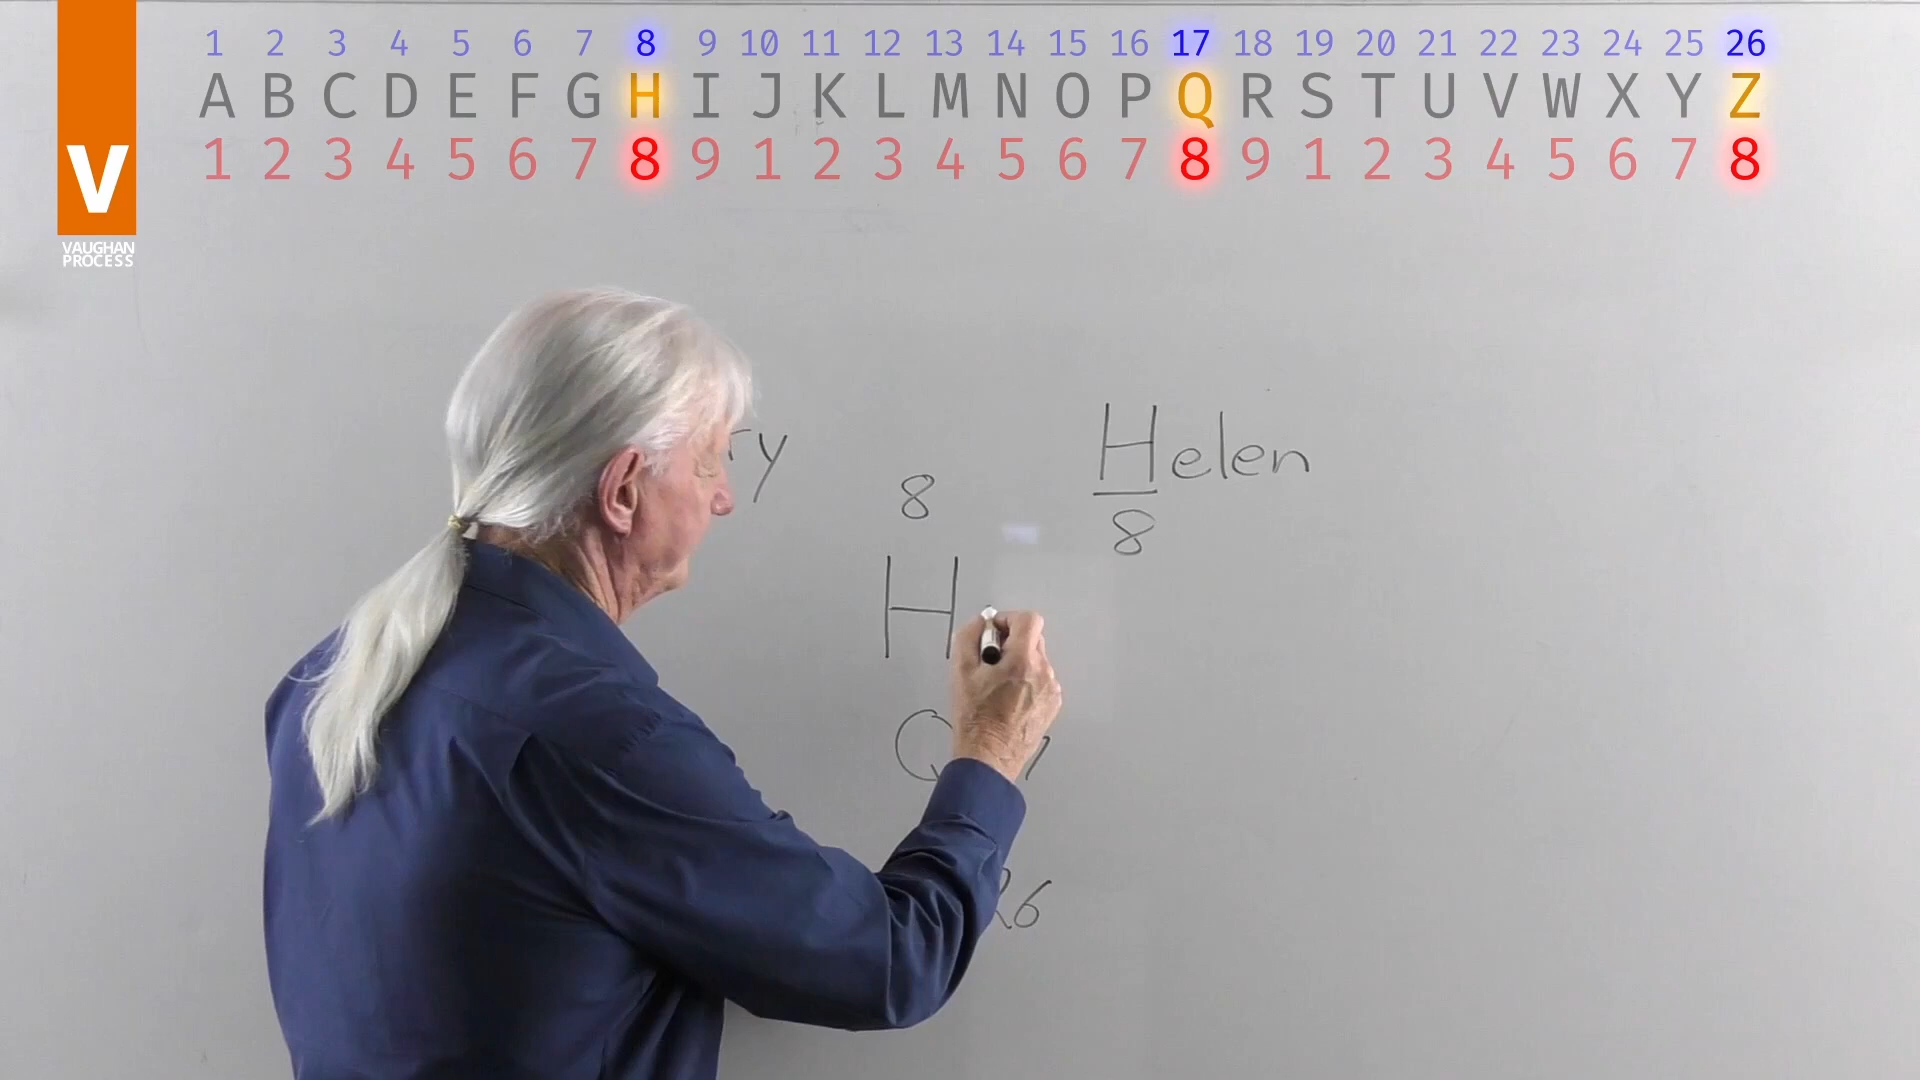 1 2 3 4 5 6 7 8 9 10 11 12 13 14 15 16 17 18 19 20 21 22 23 24 25 26
A B C D E F G H I J K L M N O P Q R S T U V W X Y Z
1 2 3 4 5 6 7 8 9 1 2 3 4 5 6 7 8 9 1 2 3 4 5 6 7 8
V
VAUGHAN
PROCESS
ry
Helen
8
8
H
Q
26